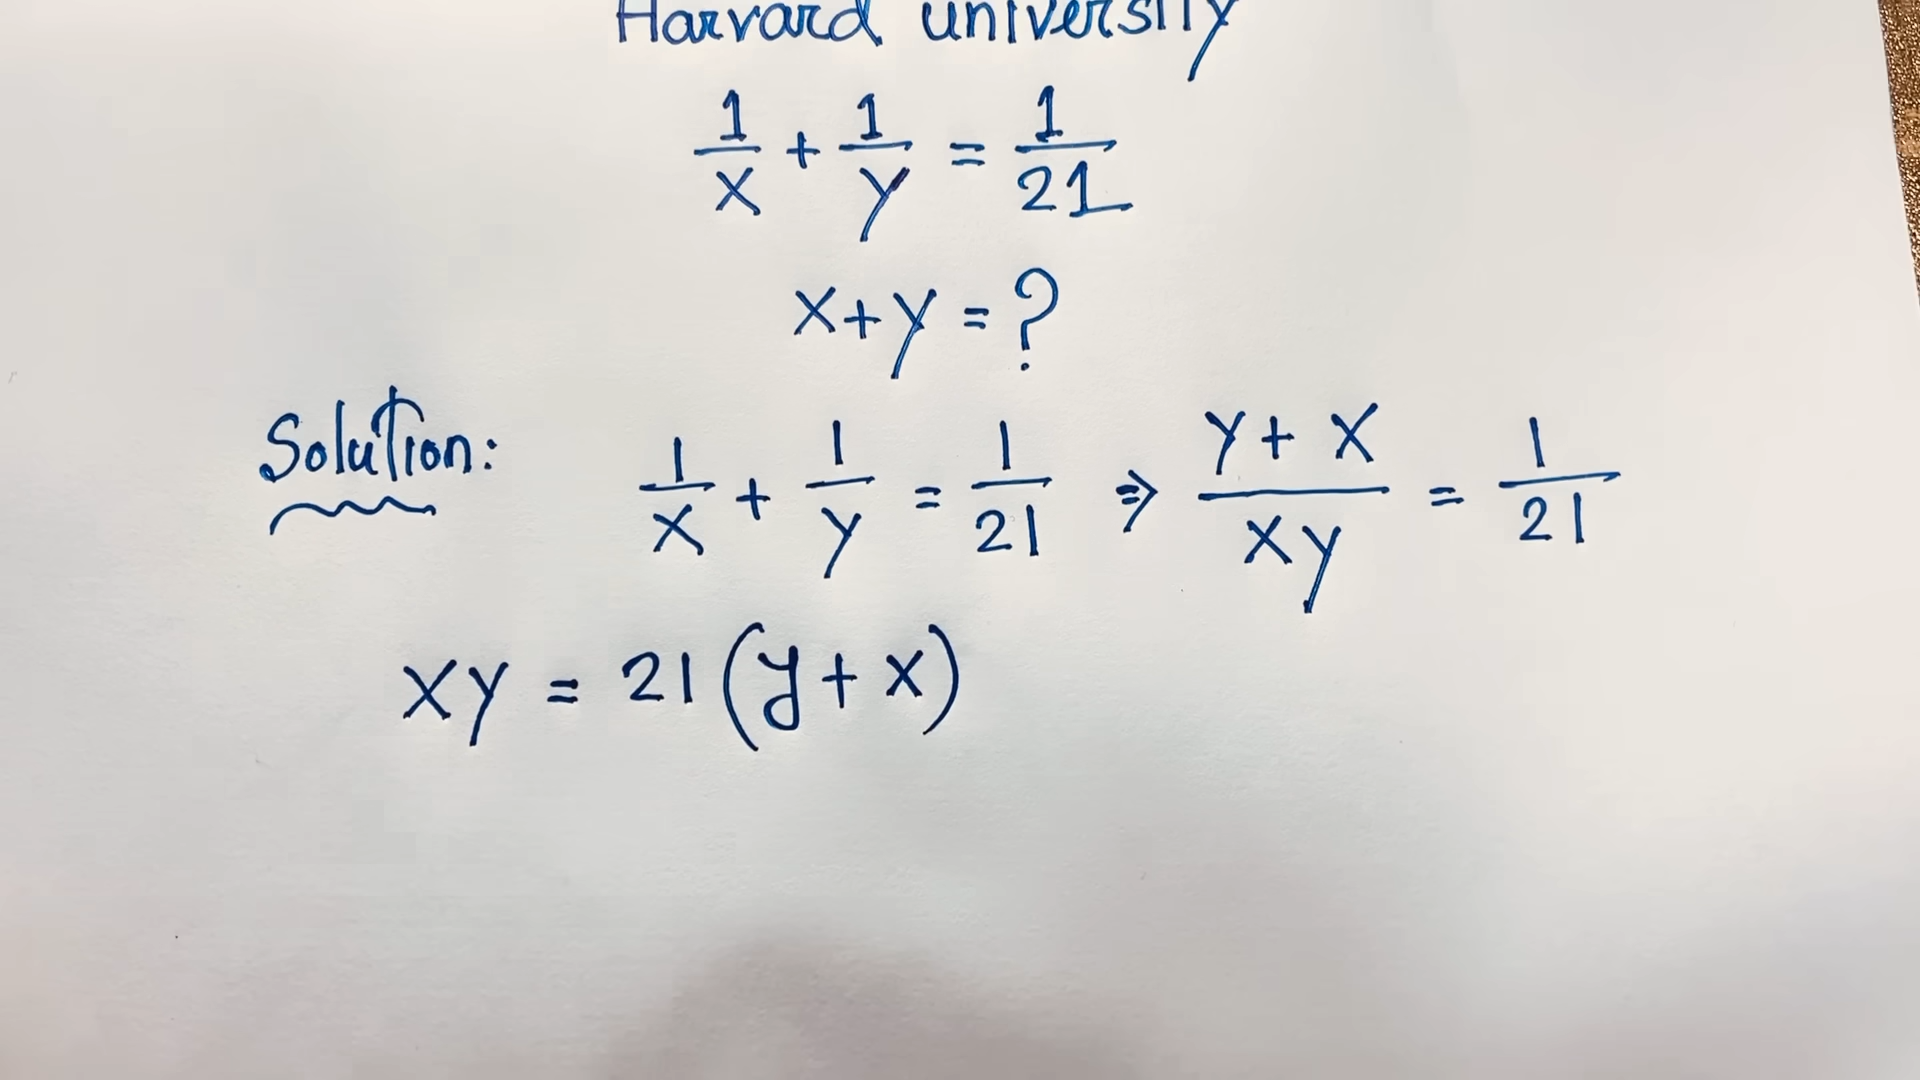 Harvard university
1/x + 1/y = 1/21
x+y = ?
Solution: 1/x + 1/y = 1/21 ⇒ y+x/xy = 1/21
xy = 21(y+x)